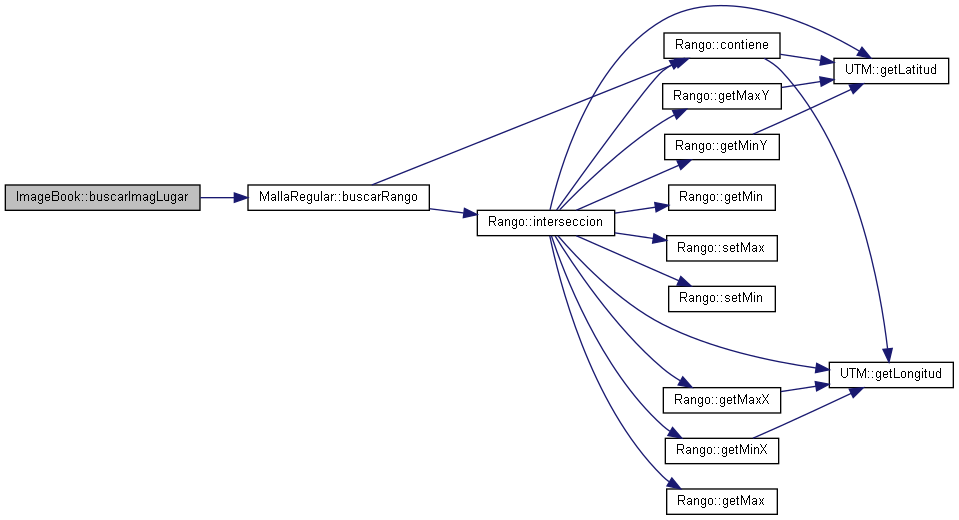 ImageBook::buscarImagLugar
MallaRegular::buscarRango
Rango::interseccion
Rango::contiene
Rango::getMaxY
Rango::getMinY
Rango::getMin
Rango::setMax
Rango::setMin
Rango::getMaxX
Rango::getMinX
Rango::getMax
UTM::getLatitud
UTM::getLongitud